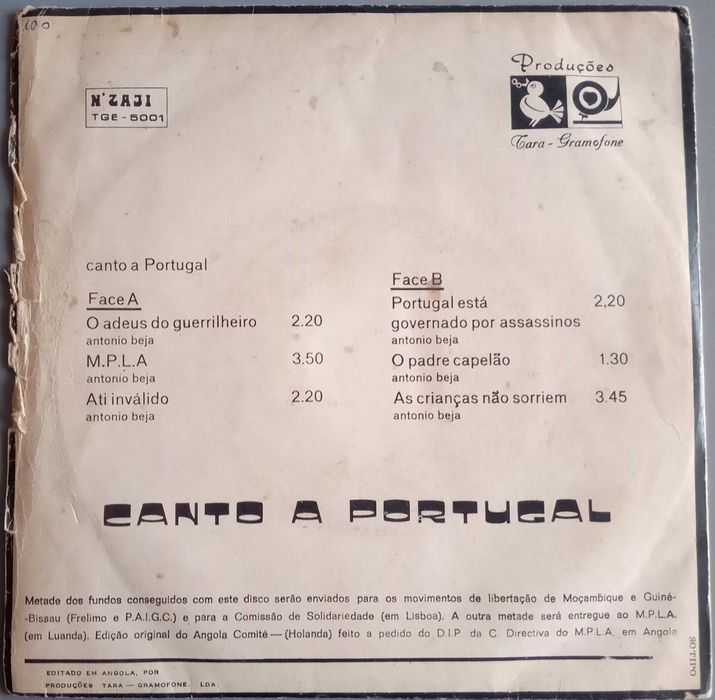 100
N'ZAJI
TGE - 5001
Produções
Tara - Gramofone
canto a Portugal
Face A
O adeus do guerrilheiro 2.20
antonio beja
M.P.L.A 3.50
antonio beja
Ati inválido 2.20
antonio beja
Face B
Portugal está 2,20
governado por assassinos
antonio beja
O padre capelão 1.30
antonio beja
As crianças não sorriem 3.45
antonio beja
CANTO A PORTUGAL
Metade dos fundos conseguidos com este disco serão enviados para os movimentos de libertação de Moçambique e Guiné-
-Bissau (Frelimo e P.A.I.G.C.) e para a Comissão de Solidariedade (em Lisboa). A outra metade será entregue ao M.P.L.A.
(em Luanda). Edição original do Angola Comité — (Holanda) feito a pedido do D.I.P. da C. Directiva do M.P.L.A. em Angola
EDITADO EM ANGOLA, POR
PRODUÇÕES TARA — GRAMOFONE, LDA.
SOTIPO